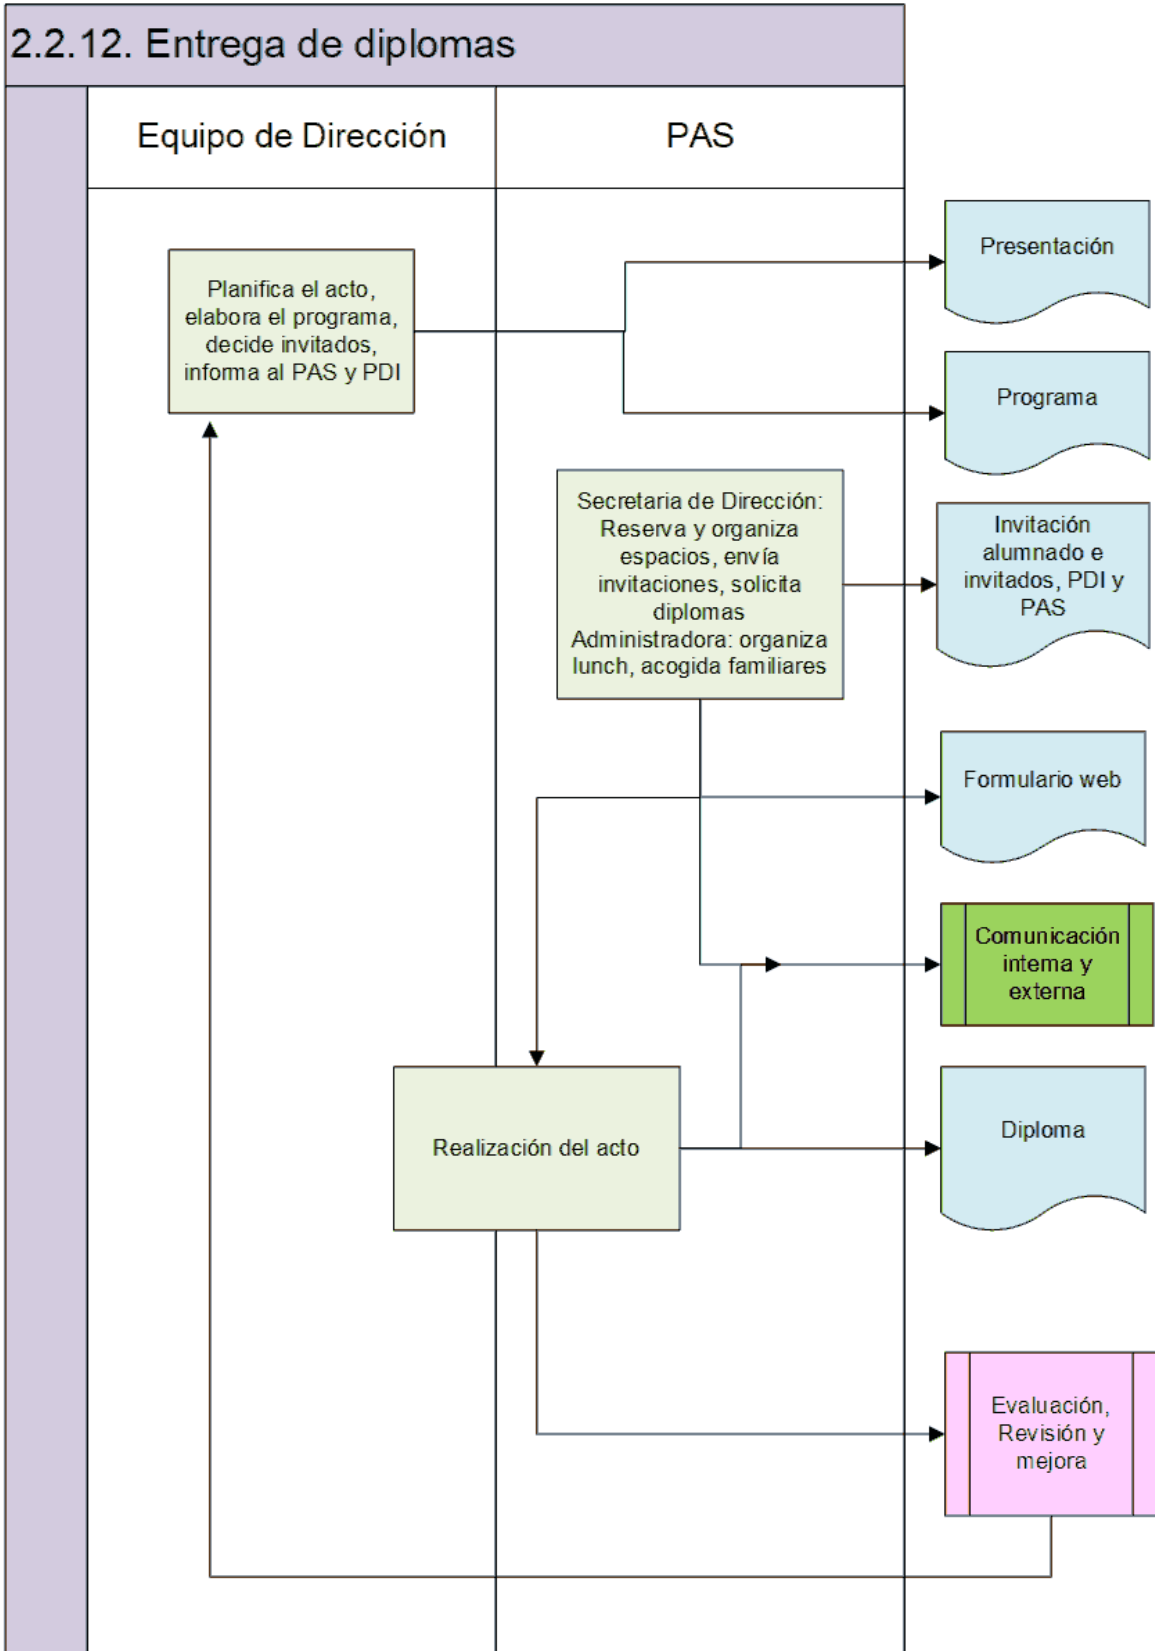 2.2.12. Entrega de diplomas
Equipo de Dirección
PAS
Presentación
Planifica el acto,
elabora el programa,
decide invitados,
informa al PAS y PDI
Programa
Secretaria de Dirección:
Reserva y organiza
espacios, envía
invitaciones, solicita
diplomas
Administradora: organiza
lunch, acogida familiares
Invitación
alumnado e
invitados, PDI y
PAS
Formulario web
Comunicación
interna y
externa
Realización del acto
Diploma
Evaluación,
Revisión y
mejora